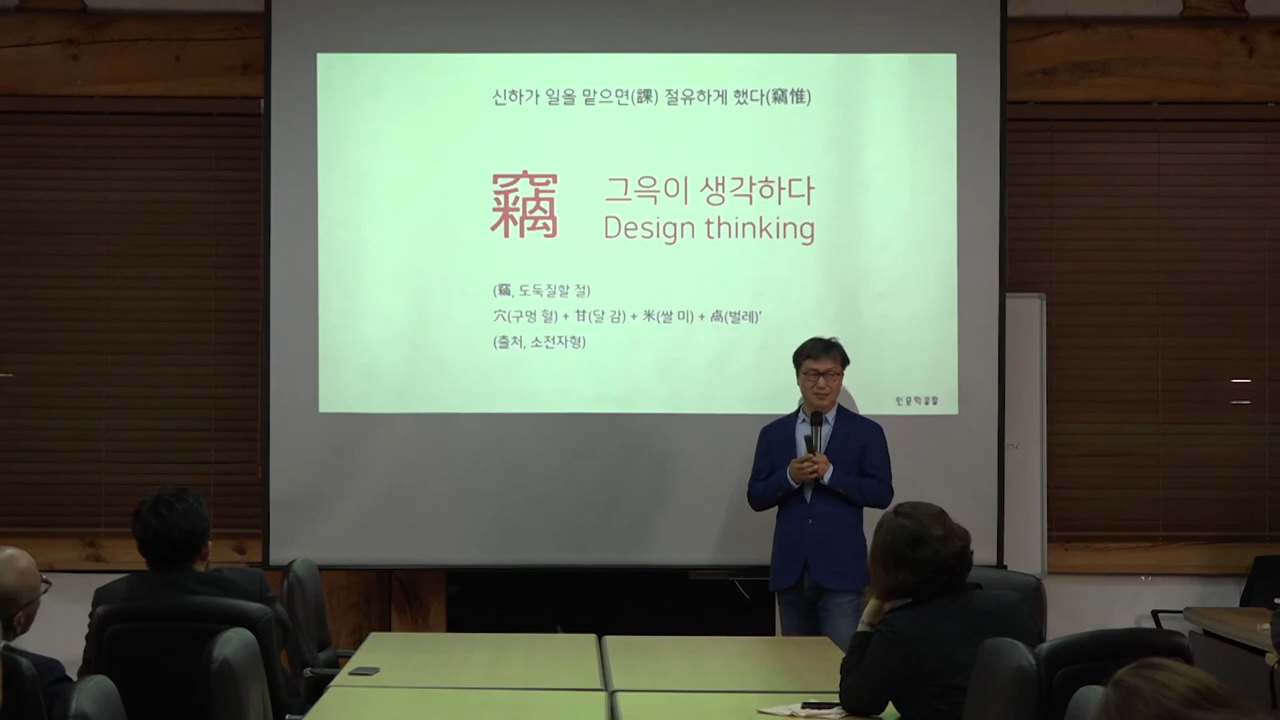 신하가 일을 맡으면(課) 절유하게 했다(竊惟)
竊
그윽이 생각하다
Design thinking
(竊, 도둑질할 절)
穴(구멍 혈) + 甘(달 감) + 米(쌀 미) + 禼(벌레)'
(출처, 소전자형)